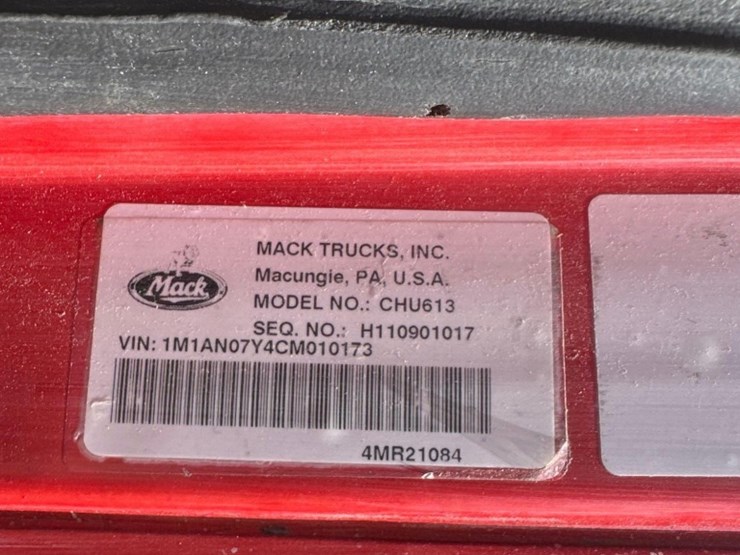 Mack
MACK TRUCKS, INC.
Macungie, PA, U.S.A.
MODEL NO.: CHU613
SEQ. NO.: H110901017
VIN: 1M1AN07Y4CM010173
4MR21084